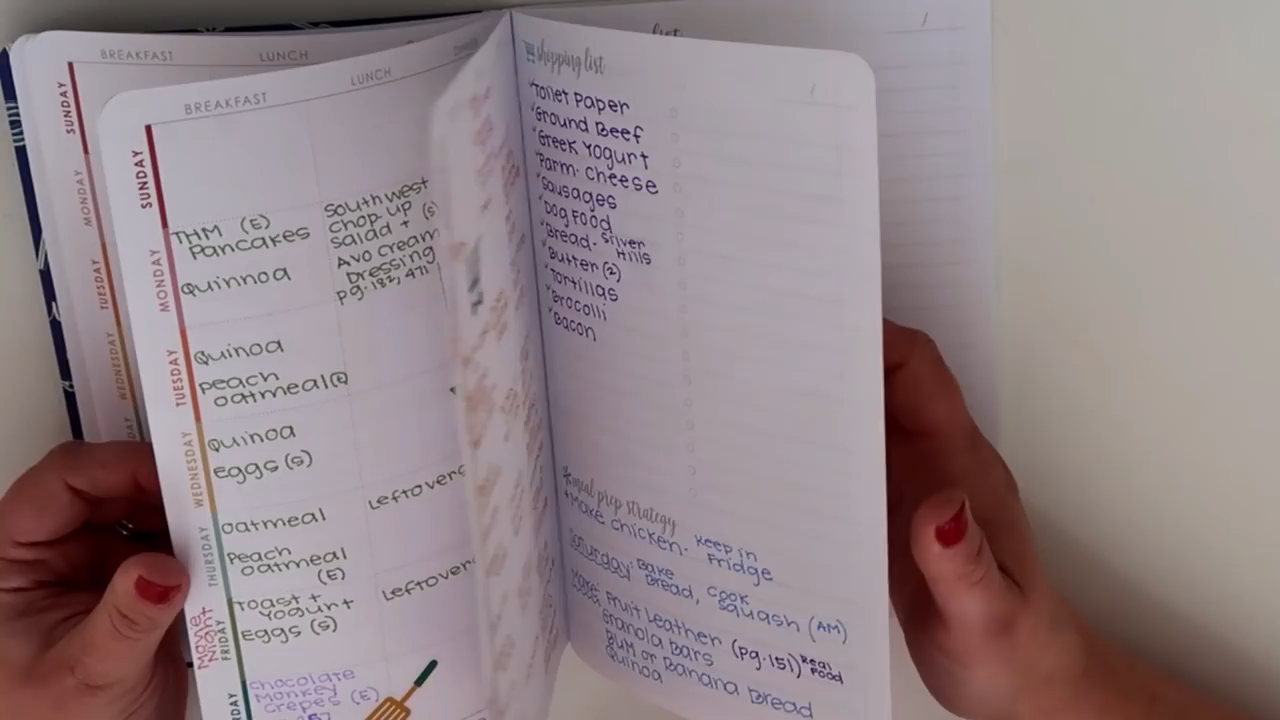 BREAKFAST LUNCH
SUNDAY
MONDAY
TUESDAY
WEDNESDAY
BREAKFAST LUNCH
SUNDAY
MONDAY
THM (E)
Pancakes
Quinnoa
Southwest
chop up
salad + (S)
Avo Cream
Dressing
pg. 182, 471
TUESDAY
Quinoa
Peach
oatmeal
WEDNESDAY
Quinoa
Eggs (S)
THURSDAY
oatmeal
Peach
oatmeal
(E)
Leftovers
Movie
Night
FRIDAY
Toast +
Yogurt
Eggs (S)
Leftover
chocolate
Monkey
crepes (E)
shopping list
Toilet Paper
Ground Beef
Greek Yogurt
Parm. Cheese
Sausages
Dog Food
Bread- Silver
Hills
Butter (2)
Tortillas
Brocolli
Bacon
meal prep strategy
Make chicken- Keep in
Fridge
Saturday: Bake
Bread, Cook
squash (AM)
Make: Fruit Leather (pg. 151) Real
Food
Granola Bars
BUM or Banana Bread
Quinoa
list